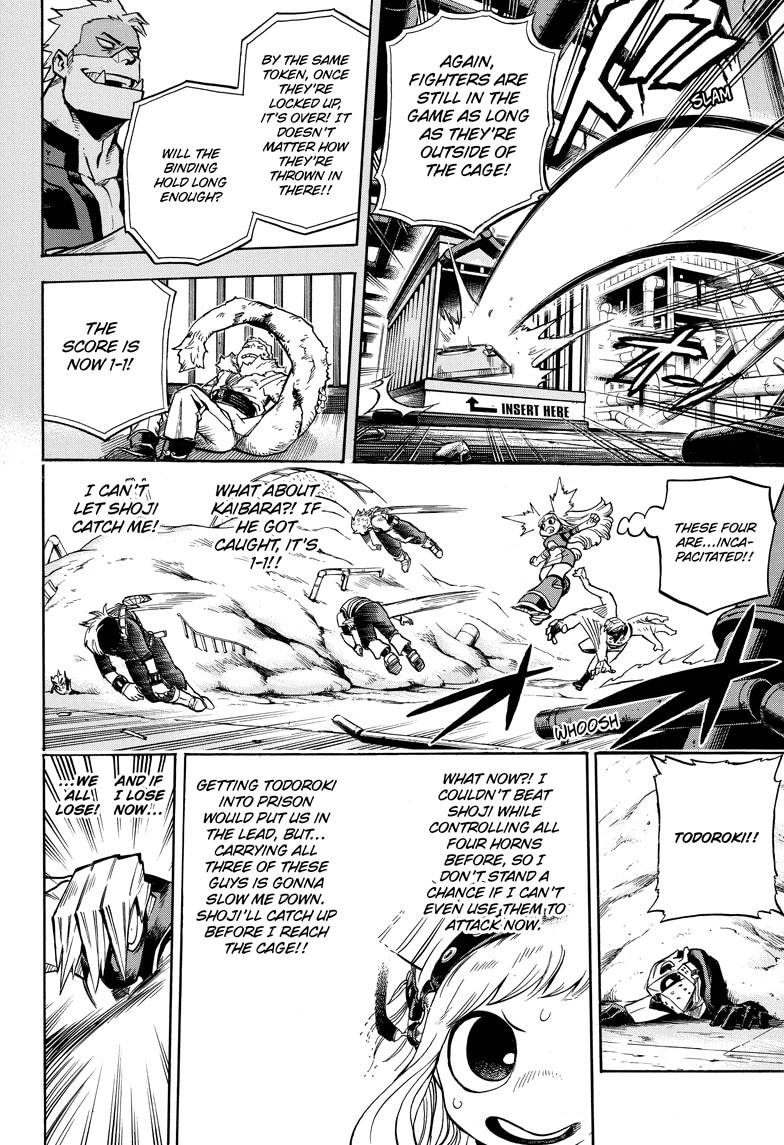 AGAIN,
FIGHTERS ARE
STILL IN THE
GAME AS LONG
AS THEY'RE
OUTSIDE OF
THE CAGE!
SLAM
ドオオ
INSERT HERE
BY THE SAME
TOKEN, ONCE
THEY'RE
LOCKED UP,
IT'S OVER! IT
DOESN'T
MATTER HOW
THEY'RE
THROWN IN
THERE!!
WILL THE
BINDING
HOLD LONG
ENOUGH?
THE
SCORE IS
NOW 1-1!
THESE FOUR
ARE...INCA-
PACITATED!!
WHAT ABOUT
KAIBARA?! IF
HE GOT
CAUGHT, IT'S
1-1!!
I CAN'T
LET SHOJI
CATCH ME!
WHOOSH
TODOROKI!!
WHAT NOW?! I
COULDN'T BEAT
SHOJI WHILE
CONTROLLING ALL
FOUR HORNS
BEFORE, SO I
DON'T STAND A
CHANCE IF I CAN'T
EVEN USE THEM TO
ATTACK NOW.
GETTING TODOROKI
INTO PRISON
WOULD PUT US IN
THE LEAD, BUT...
CARRYING ALL
THREE OF THESE
GUYS IS GONNA
SLOW ME DOWN.
SHOJI'LL CATCH UP
BEFORE I REACH
THE CAGE!!
AND IF
I LOSE
NOW...
...WE
ALL
LOSE!